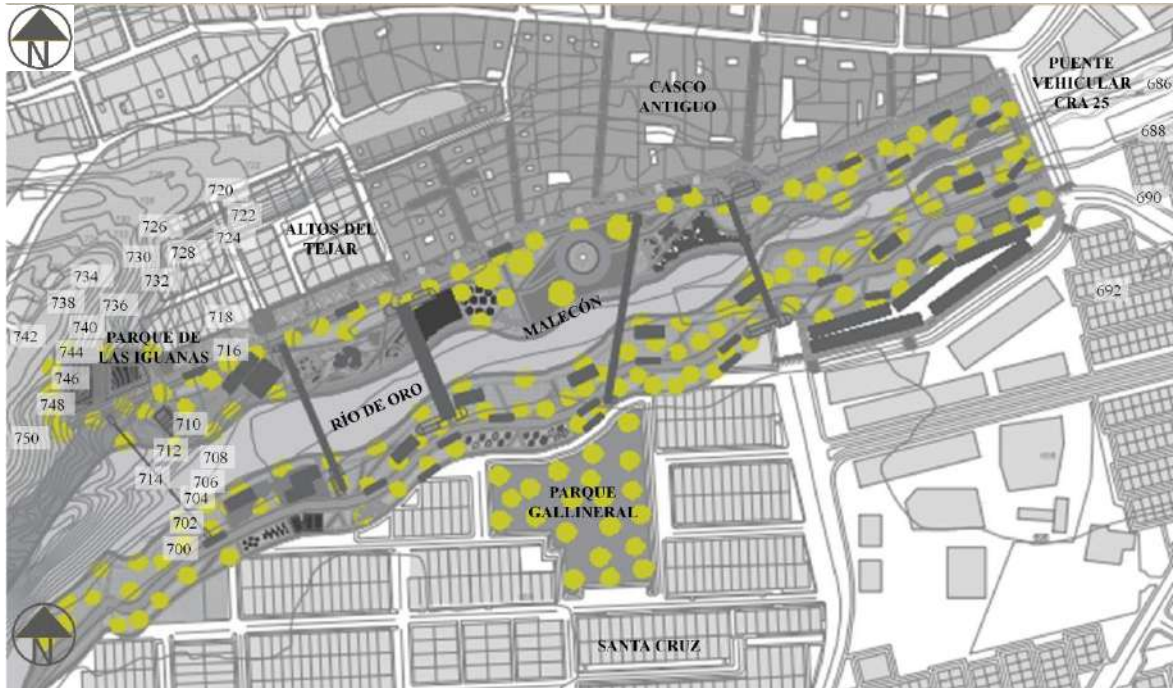 N
CASCO
ANTIGUO
PUENTE
VEHICULAR
CRA 25
686
688
690
692
720
722
724
726
728
730
732
734
736
738
740
742
744
746
748
750
ALTOS DEL
TEJAR
718
716
PARQUE DE
LAS IGUANAS
MALECÓN
RÍO DE ORO
710
712
714
708
706
704
702
700
PARQUE
GALLINERAL
SANTA CRUZ
N